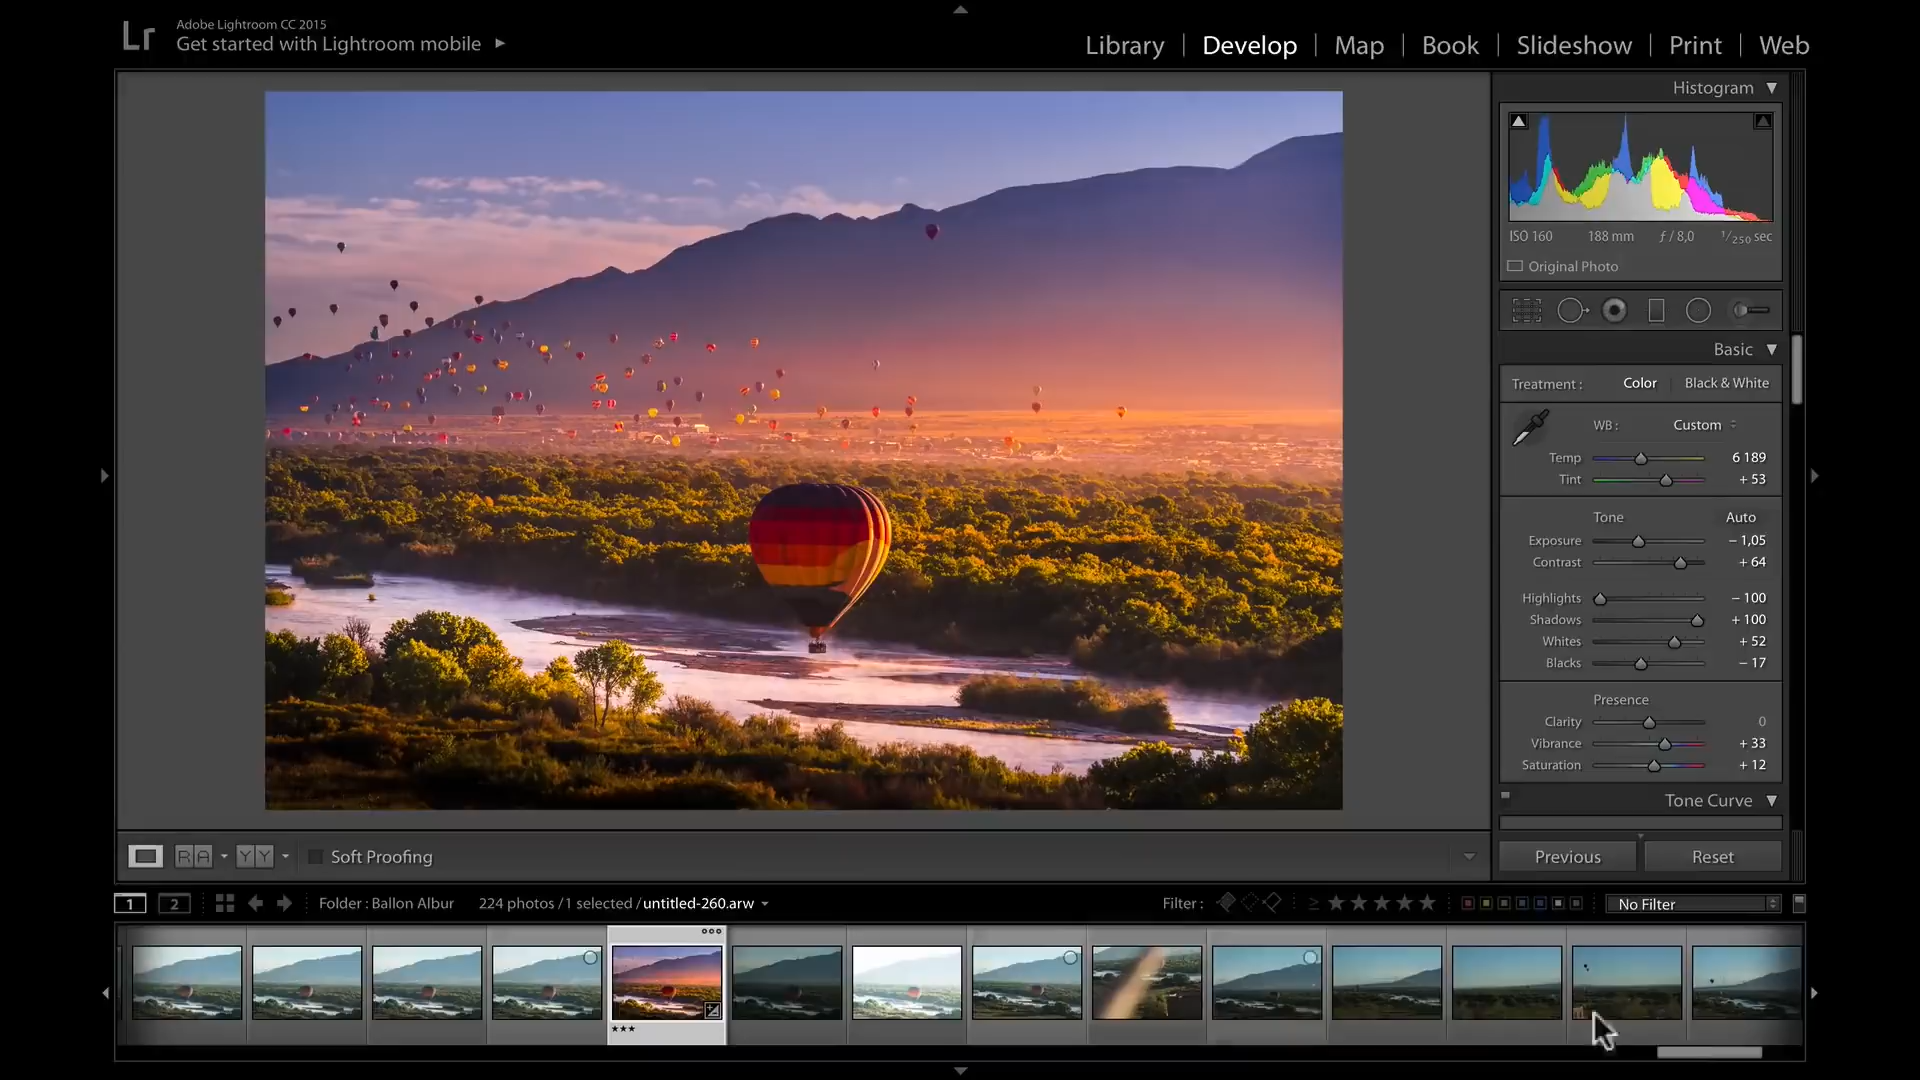 Lr
Adobe Lightroom CC 2015
Get started with Lightroom mobile
Library | Develop | Map | Book | Slideshow | Print | Web
Histogram
ISO 160 188 mm ƒ / 8,0 1/250 sec
Original Photo
Basic
Treatment : Color Black & White
WB : Custom
Temp 6 189
Tint + 53
Tone Auto
Exposure − 1,05
Contrast + 64
Highlights − 100
Shadows + 100
Whites + 52
Blacks − 17
Presence
Clarity 0
Vibrance + 33
Saturation + 12
Tone Curve
R A Y Y Soft Proofing
Previous Reset
1 2 Folder : Ballon Albur 224 photos / 1 selected / untitled-260.arw Filter : ≥ ★★★★★ No Filter
★★★